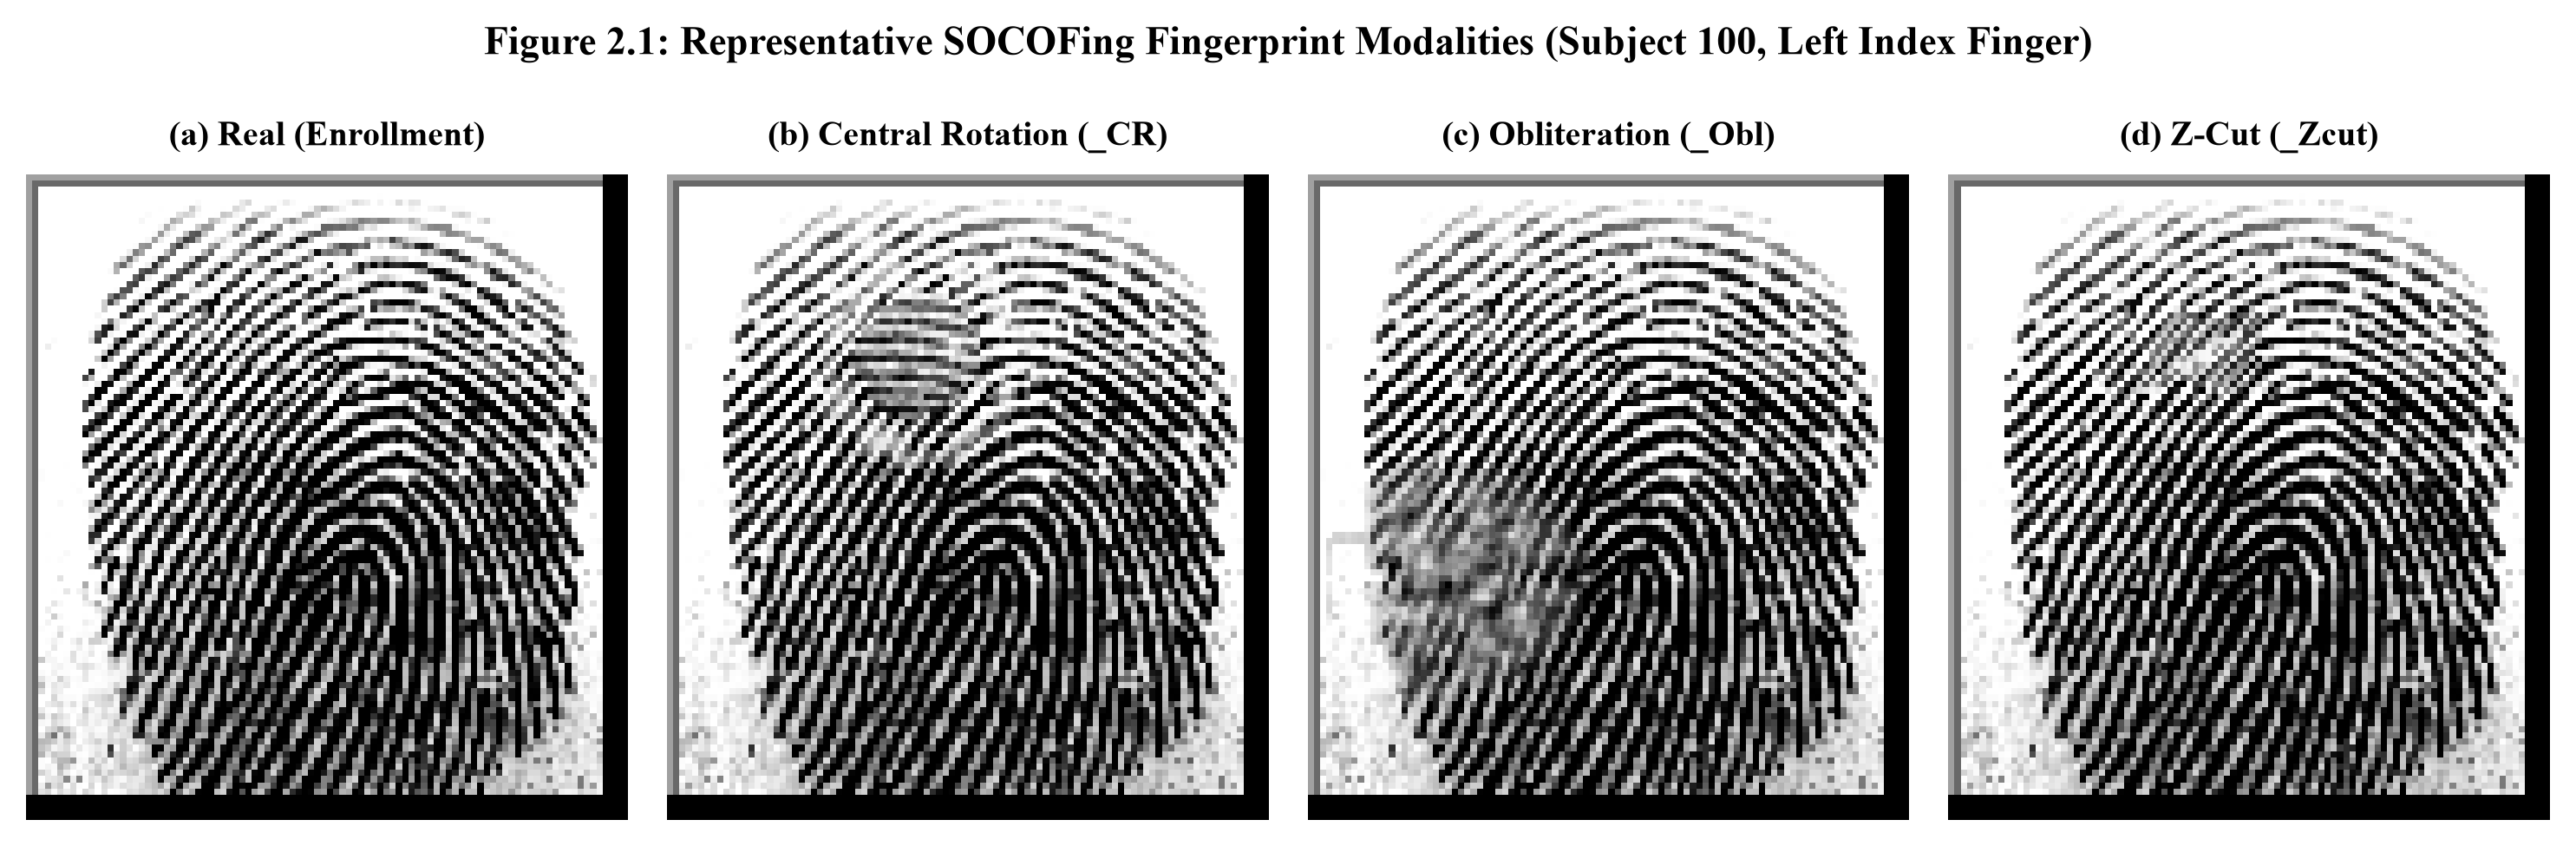 Figure 2.1: Representative SOCOFing Fingerprint Modalities (Subject 100, Left Index Finger)
(a) Real (Enrollment)
(b) Central Rotation (_CR)
(c) Obliteration (_Obl)
(d) Z-Cut (_Zcut)